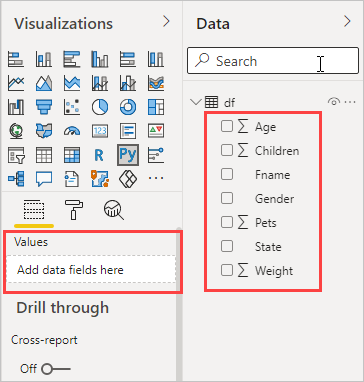 Visualizations
R
Py
123
Values
Add data fields here
Drill through
Cross-report
Off
Data
Search
df
Age
Children
Fname
Gender
Pets
State
Weight